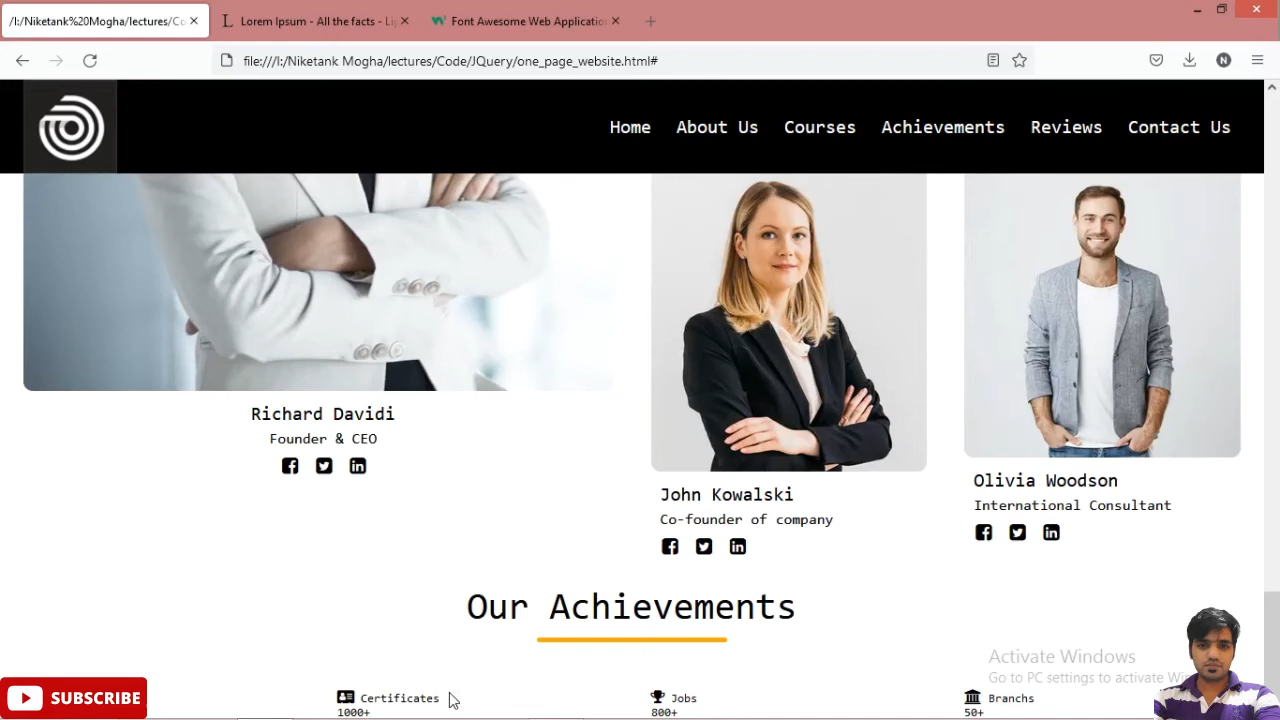 /I:/Niketank%20Mogha/lectures/Co
Lorem Ipsum - All the facts - Lip
Font Awesome Web Application
file:///I:/Niketank Mogha/lectures/Code/JQuery/one_page_website.html#
N
Home About Us Courses Achievements Reviews Contact Us
Richard Davidi
Founder & CEO
John Kowalski
Co-founder of company
Olivia Woodson
International Consultant
Our Achievements
Certificates
1000+
Jobs
800+
Branchs
50+
Activate Windows
Go to PC settings to activate Wi
SUBSCRIBE